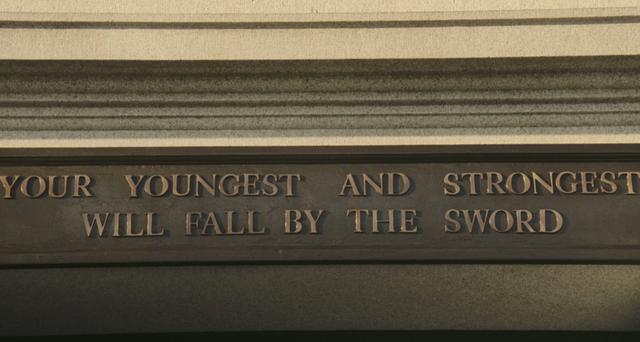 YOUR YOUNGEST AND STRONGEST
WILL FALL BY THE SWORD